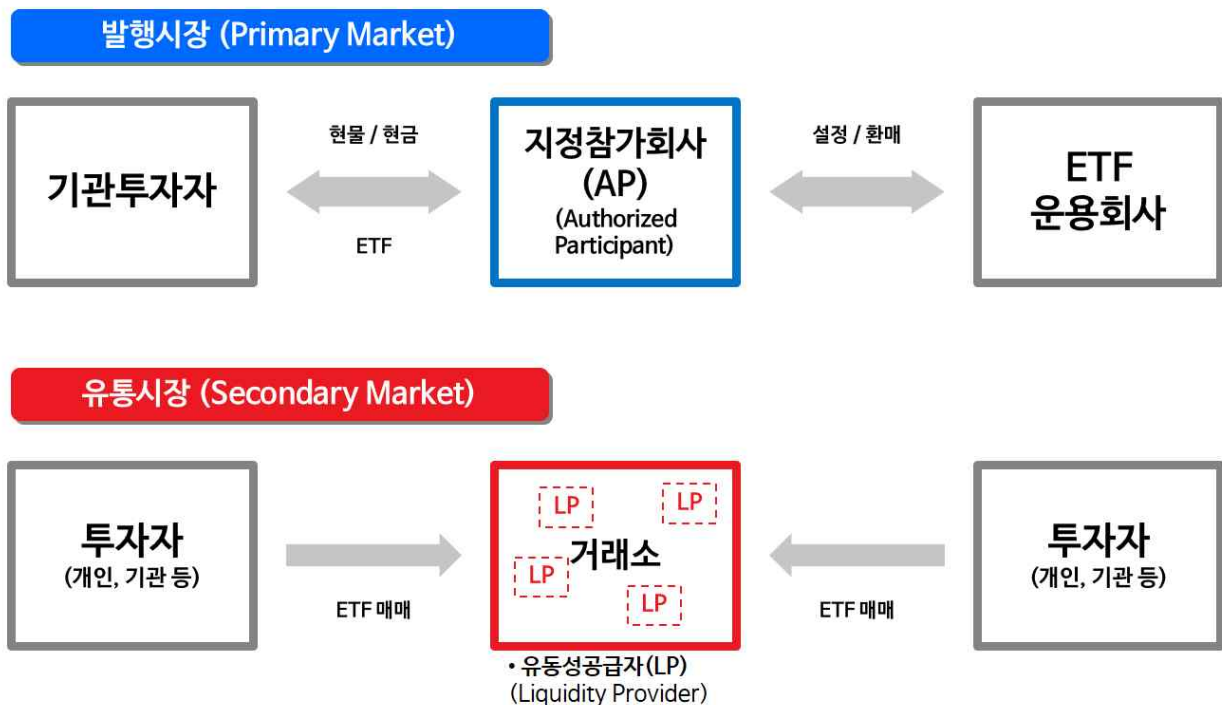 발행시장 (Primary Market)
기관투자자
현물 / 현금
ETF
지정참가회사
(AP)
(Authorized
Participant)
설정 / 환매
ETF
운용회사
유통시장 (Secondary Market)
투자자
(개인, 기관 등)
ETF 매매
LP
LP
거래소
LP
LP
• 유동성공급자(LP)
(Liquidity Provider)
ETF 매매
투자자
(개인, 기관 등)